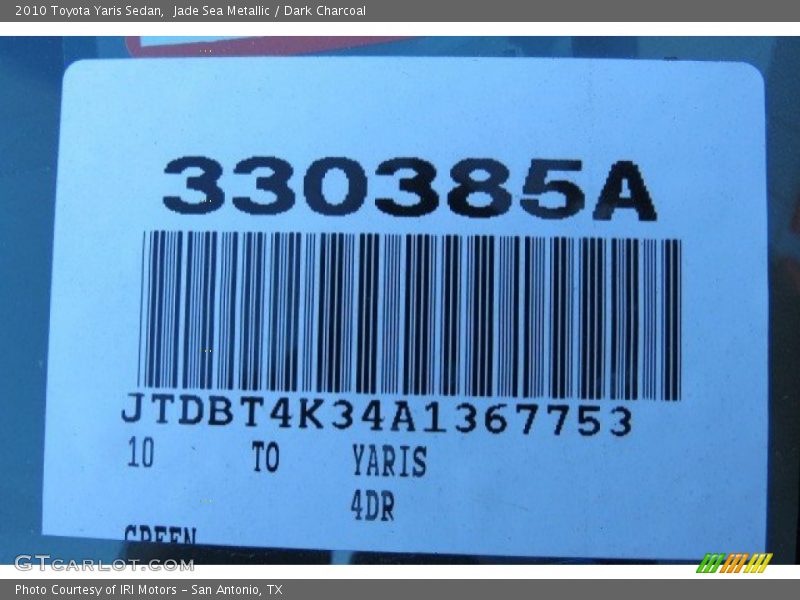 2010 Toyota Yaris Sedan,  Jade Sea Metallic / Dark Charcoal
330385A
JTDBT4K34A1367753
10 TO YARIS
4DR
GREEN
GTCARLOT.COM
Photo Courtesy of IRI Motors – San Antonio, TX